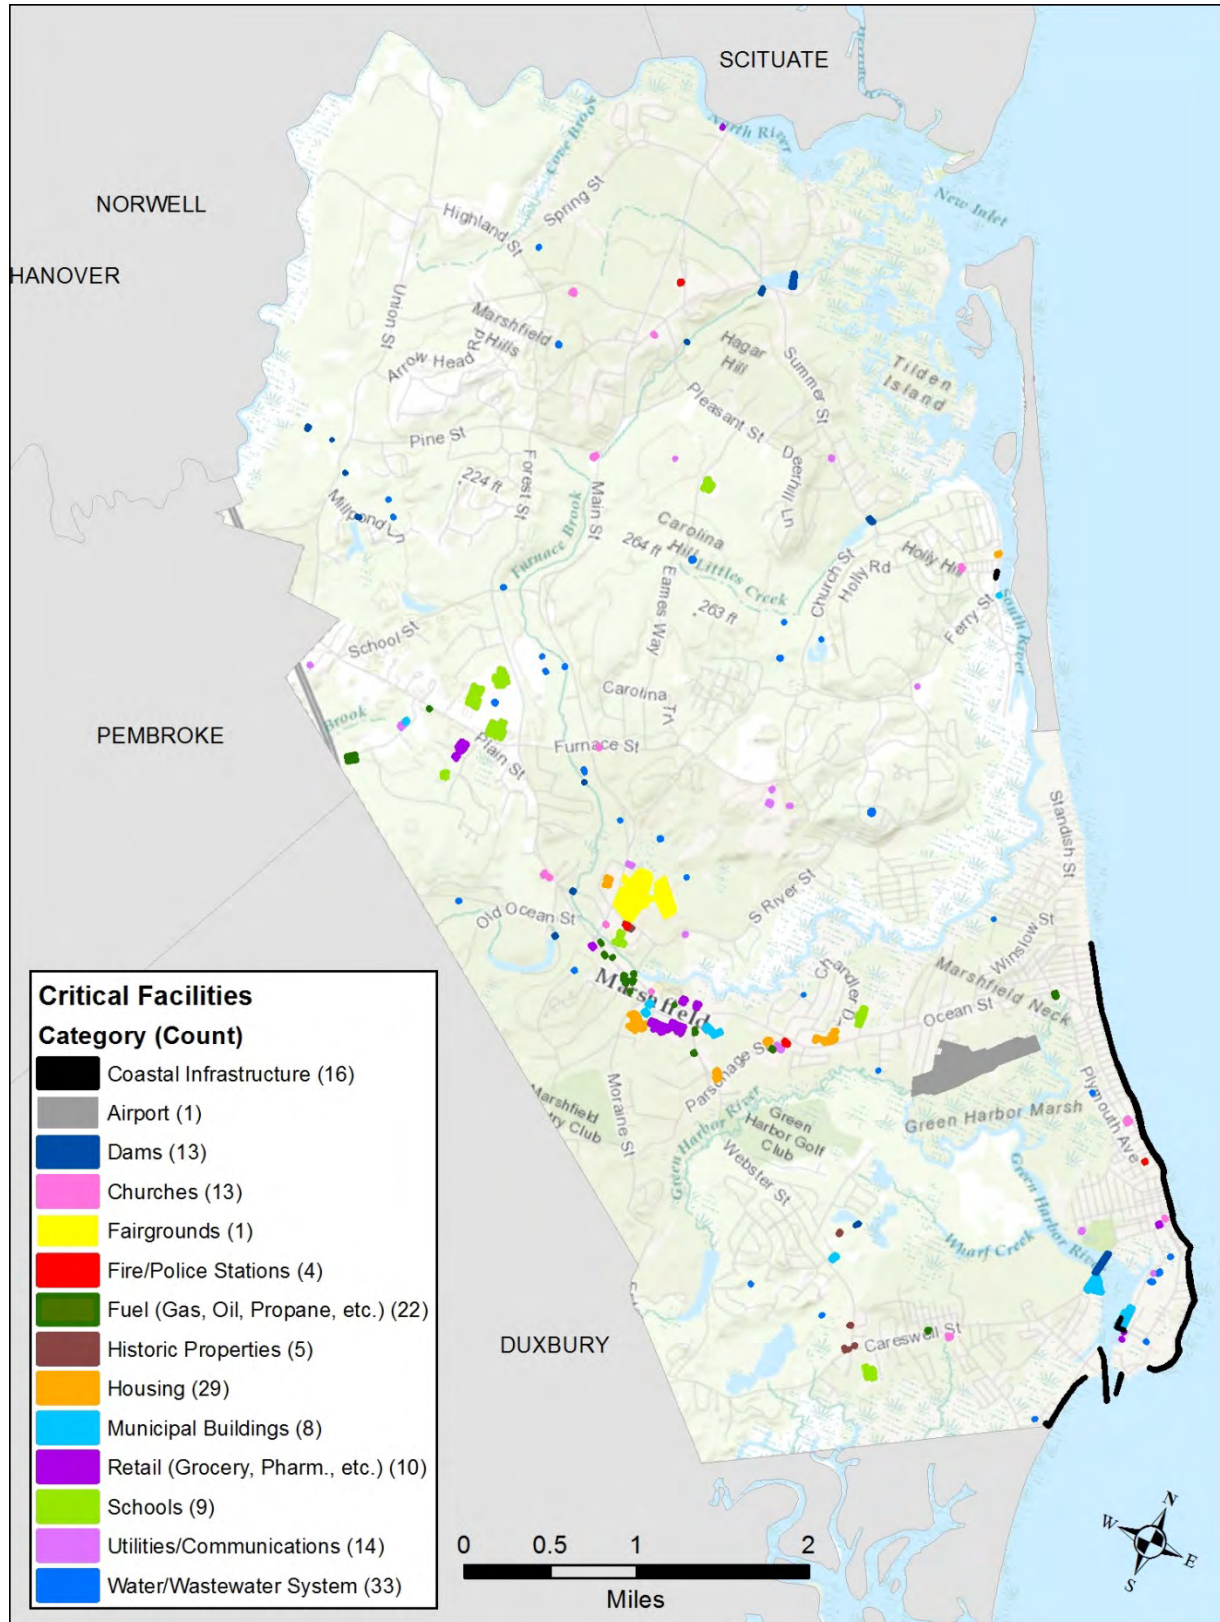 SCITUATE
North River
Cove Brook
New Inlet
NORWELL
Spring St
Highland St
HANOVER
Union St
Marshfield Hills
Arrow Head Rd
Hagar Hill
Tilden Island
Summer St
Pleasant St
Pine St
Deerhill Ln
224 ft
Forest St
Main St
Millpond Ln
Furnace Brook
Carolina Hill
264 ft
Littles Creek
Church St
Holly Rd
Holly Hill
Eames Way
263 ft
Ferry St
South River
School St
Carolina Trl
Brook
PEMBROKE
Plain St
Furnace St
Standish St
S River St
Old Ocean St
Winslow St
Marshfield
Chandler Dr
Marshfield Neck
Ocean St
Parsonage St
Plymouth Ave
Moraine St
Green Harbor River
Green Harbor Golf Club
Green Harbor Marsh
Webster St
Green Harbor River
Wharf Creek
DUXBURY
Careswell St
Critical Facilities
Category (Count)
Coastal Infrastructure (16)
Airport (1)
Dams (13)
Churches (13)
Fairgrounds (1)
Fire/Police Stations (4)
Fuel (Gas, Oil, Propane, etc.) (22)
Historic Properties (5)
Housing (29)
Municipal Buildings (8)
Retail (Grocery, Pharm., etc.) (10)
Schools (9)
Utilities/Communications (14)
Water/Wastewater System (33)
0 0.5 1 2
Miles
N
W
E
S